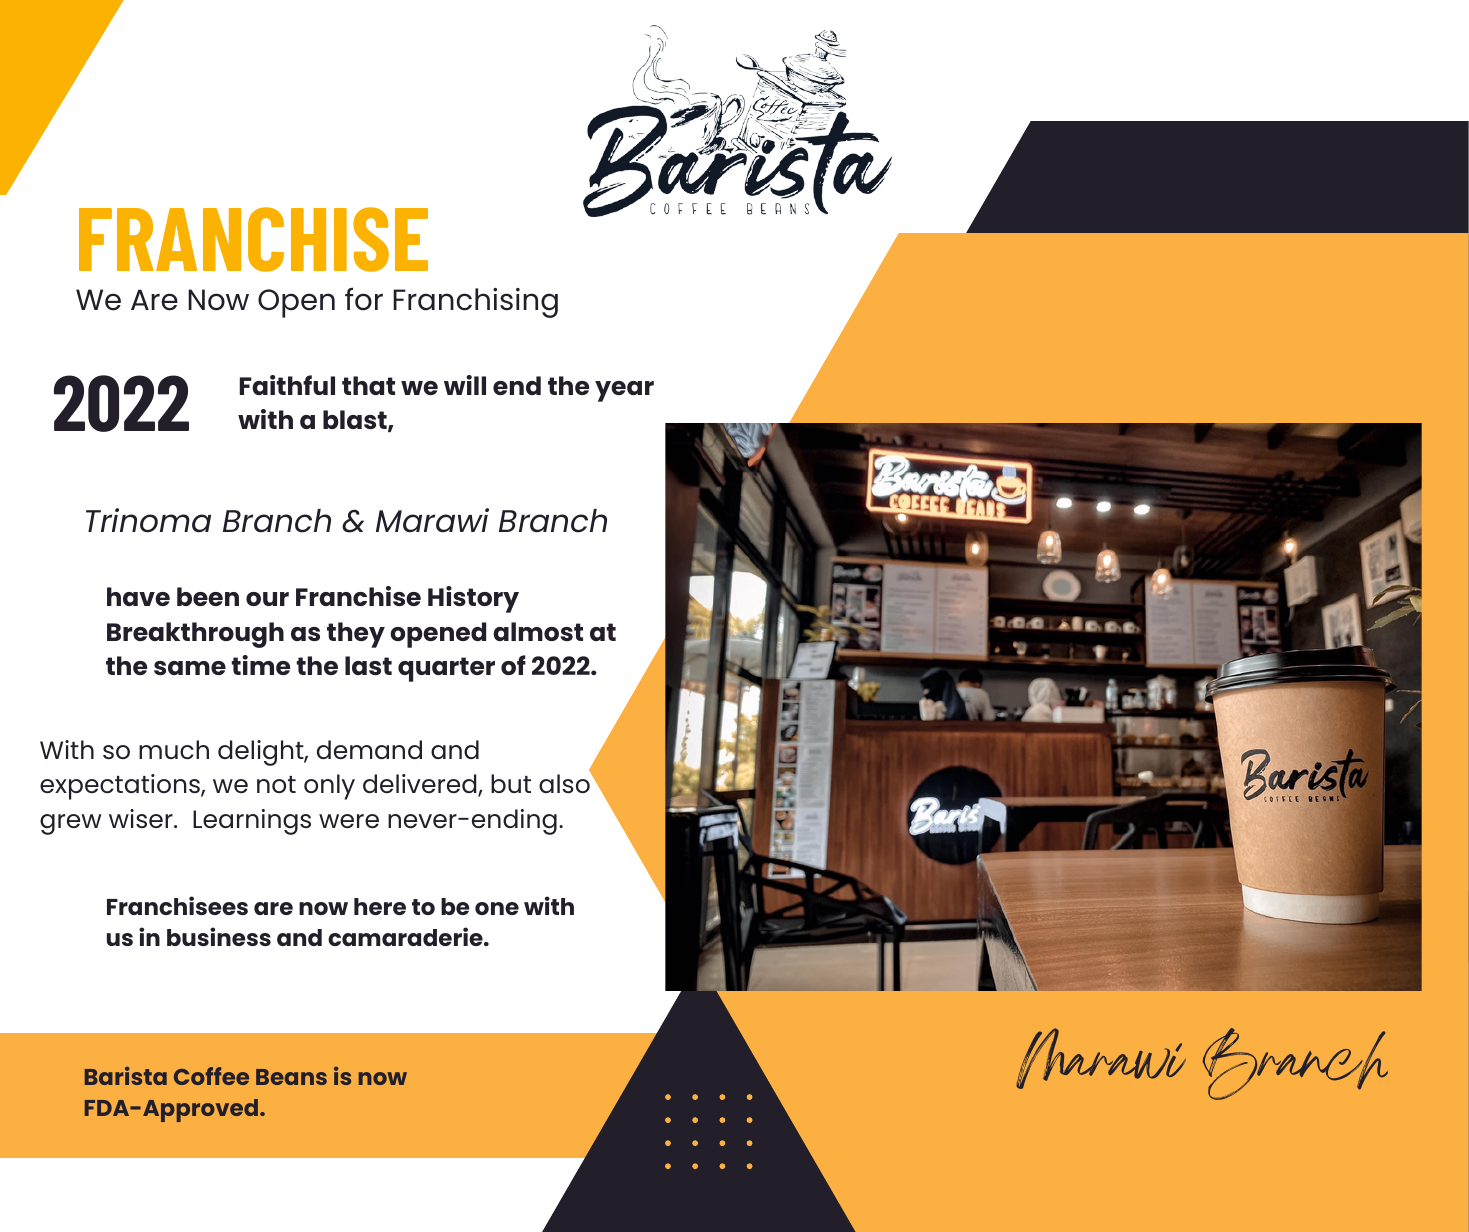 Coffee
Barista
COFFEE BEANS
FRANCHISE
We Are Now Open for Franchising
2022
Faithful that we will end the year
with a blast,
Trinoma Branch & Marawi Branch
have been our Franchise History
Breakthrough as they opened almost at
the same time the last quarter of 2022.
With so much delight, demand and
expectations, we not only delivered, but also
grew wiser.  Learnings were never-ending.
Franchisees are now here to be one with
us in business and camaraderie.
Barista Coffee Beans is now
FDA-Approved.
Barista
COFFEE BEANS
Baris
Barista
COFFEE BEANS
Marawi Branch